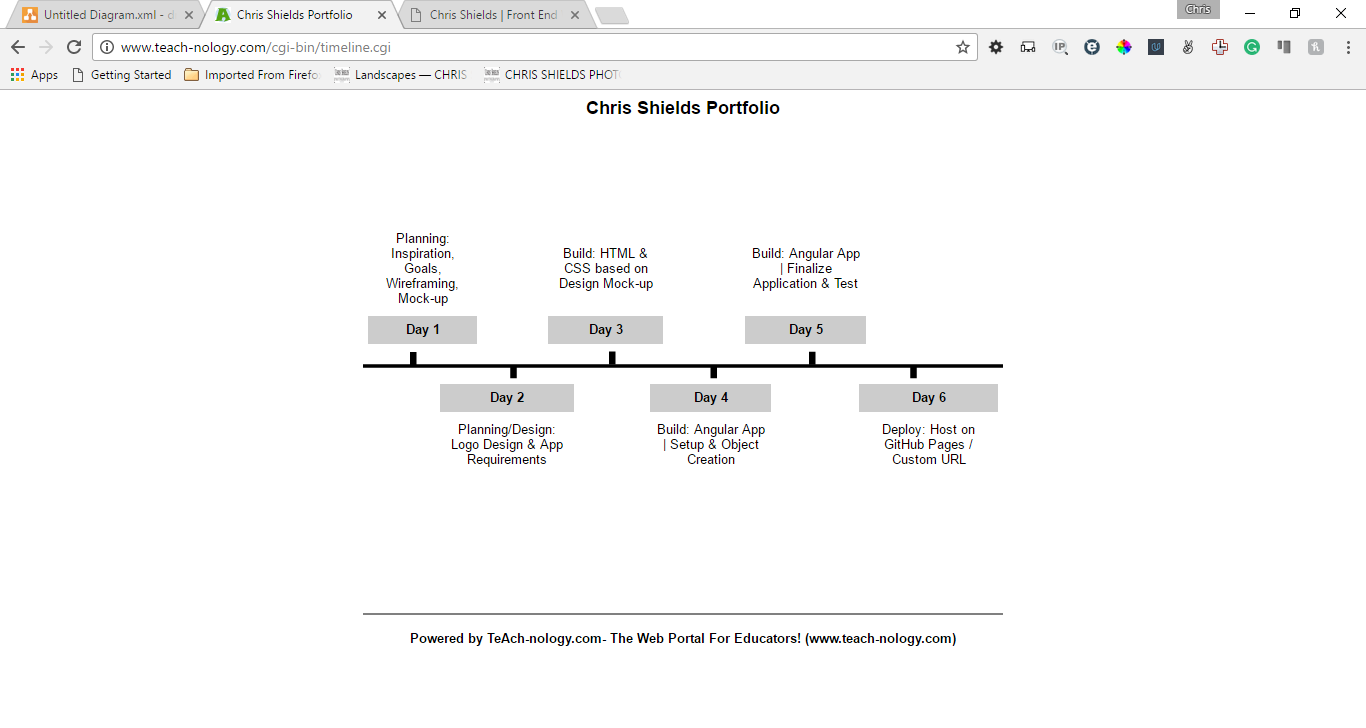 Untitled Diagram.xml - d
Chris Shields Portfolio
Chris Shields | Front End
Chris
www.teach-nology.com/cgi-bin/timeline.cgi
IP
Apps
Getting Started
Imported From Firefo
Landscapes — CHRIS
CHRIS SHIELDS PHOT
Chris Shields Portfolio
Planning:
Inspiration,
Goals,
Wireframing,
Mock-up
Day 1
Day 2
Planning/Design:
Logo Design & App
Requirements
Build: HTML &
CSS based on
Design Mock-up
Day 3
Day 4
Build: Angular App
| Setup & Object
Creation
Build: Angular App
| Finalize
Application & Test
Day 5
Day 6
Deploy: Host on
GitHub Pages /
Custom URL
Powered by TeAch-nology.com- The Web Portal For Educators! (www.teach-nology.com)